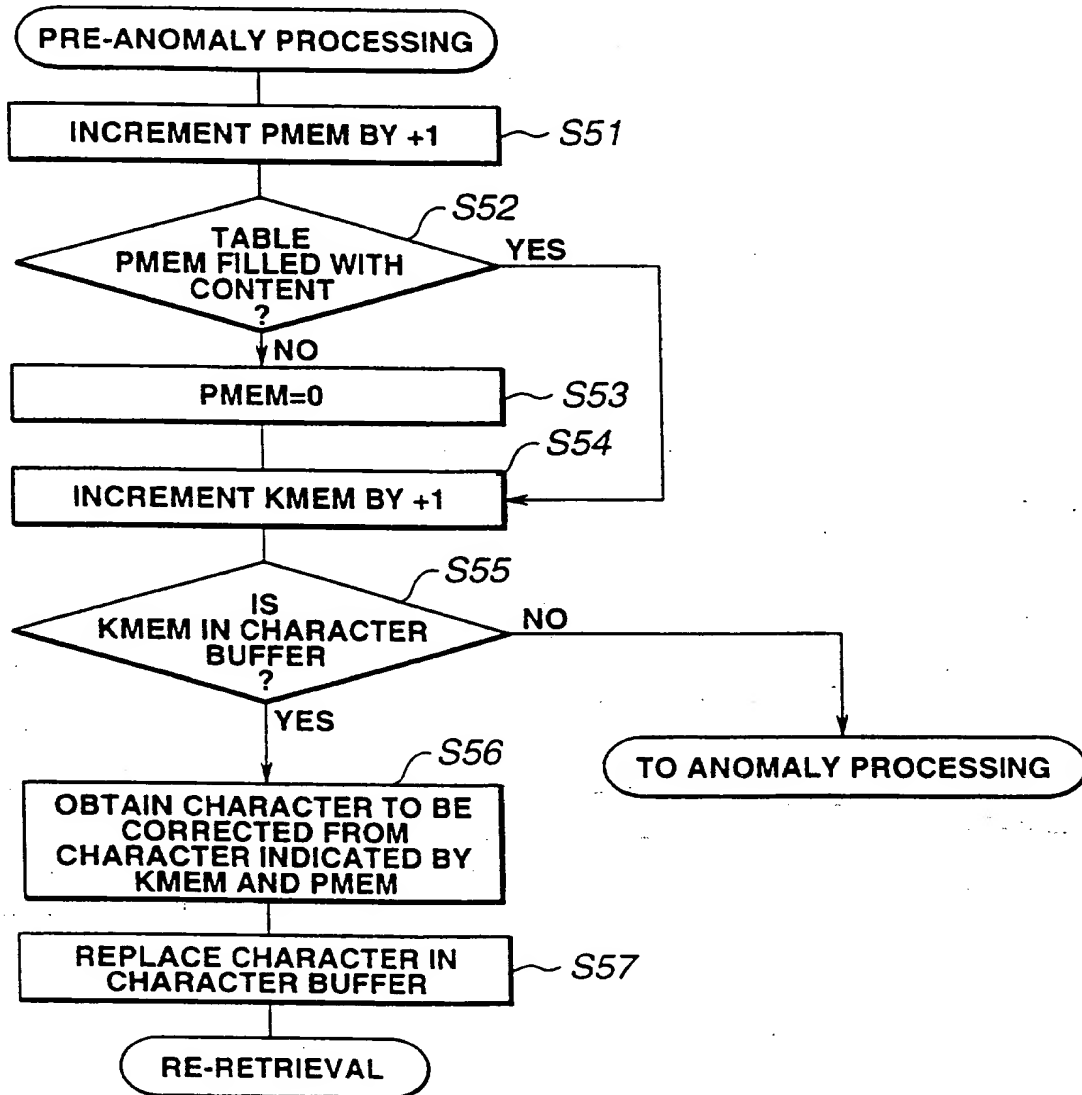 PRE-ANOMALY PROCESSING
INCREMENT PMEM BY +1
S51
S52
TABLE
PMEM FILLED WITH
CONTENT
?
YES
NO
PMEM=0
S53
S54
INCREMENT KMEM BY +1
S55
IS
KMEM IN CHARACTER
BUFFER
?
NO
YES
S56
TO ANOMALY PROCESSING
OBTAIN CHARACTER TO BE
CORRECTED FROM
CHARACTER INDICATED BY
KMEM AND PMEM
REPLACE CHARACTER IN
CHARACTER BUFFER
S57
RE-RETRIEVAL